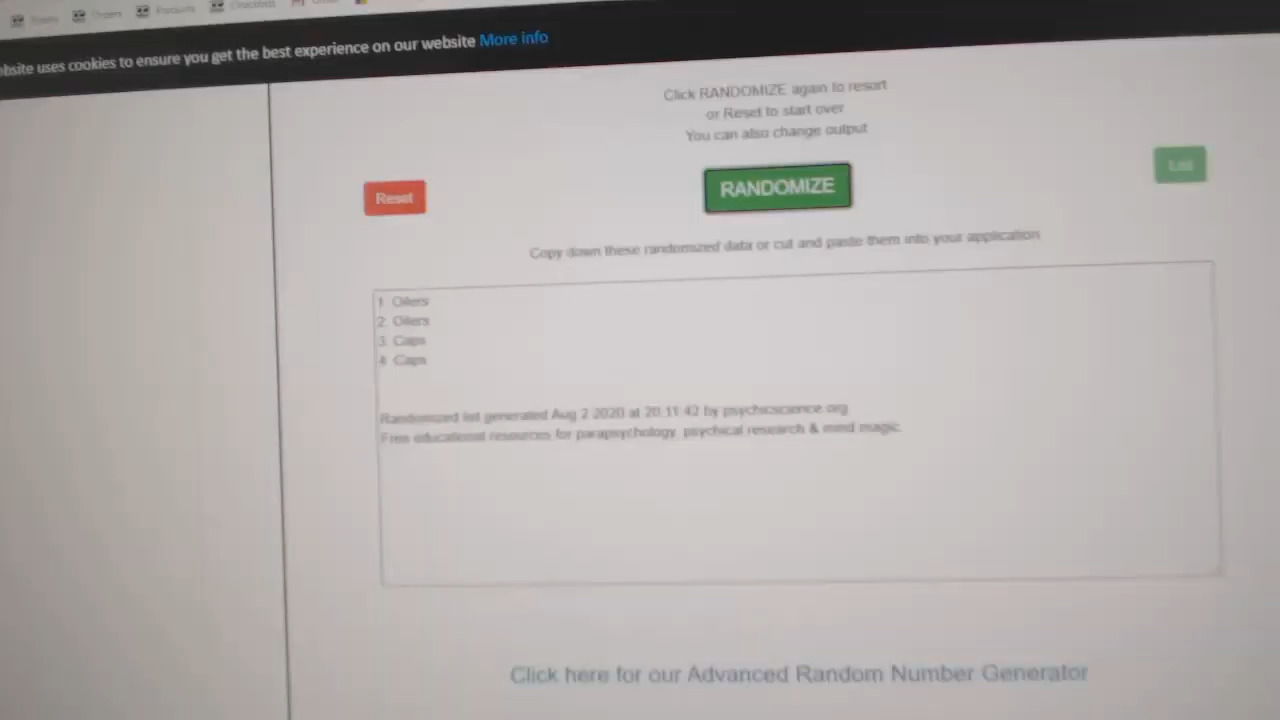 Orders
Products
Checklists
bsite uses cookies to ensure you get the best experience on our website More info
Click RANDOMIZE again to resort
or Reset to start over
You can also change output
Reset
RANDOMIZE
List
Copy down these randomized data or cut and paste them into your application
1. Oilers
2. Oilers
3. Caps
4. Caps
Randomized list generated Aug 2 2020 at 20:11:42 by psychicscience.org
Free educational resources for parapsychology, psychical research & mind magic.
Click here for our Advanced Random Number Generator